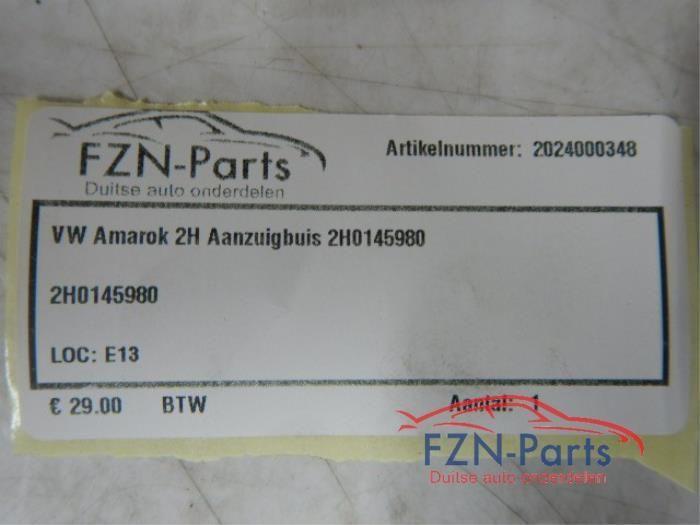 FZN-Parts
Duitse auto onderdelen
Artikelnummer: 2024000348
VW Amarok 2H Aanzuigbuis 2H0145980
2H0145980
LOC: E13
€ 29.00 BTW Aantal: 1
FZN-Parts
Duitse auto onderdelen